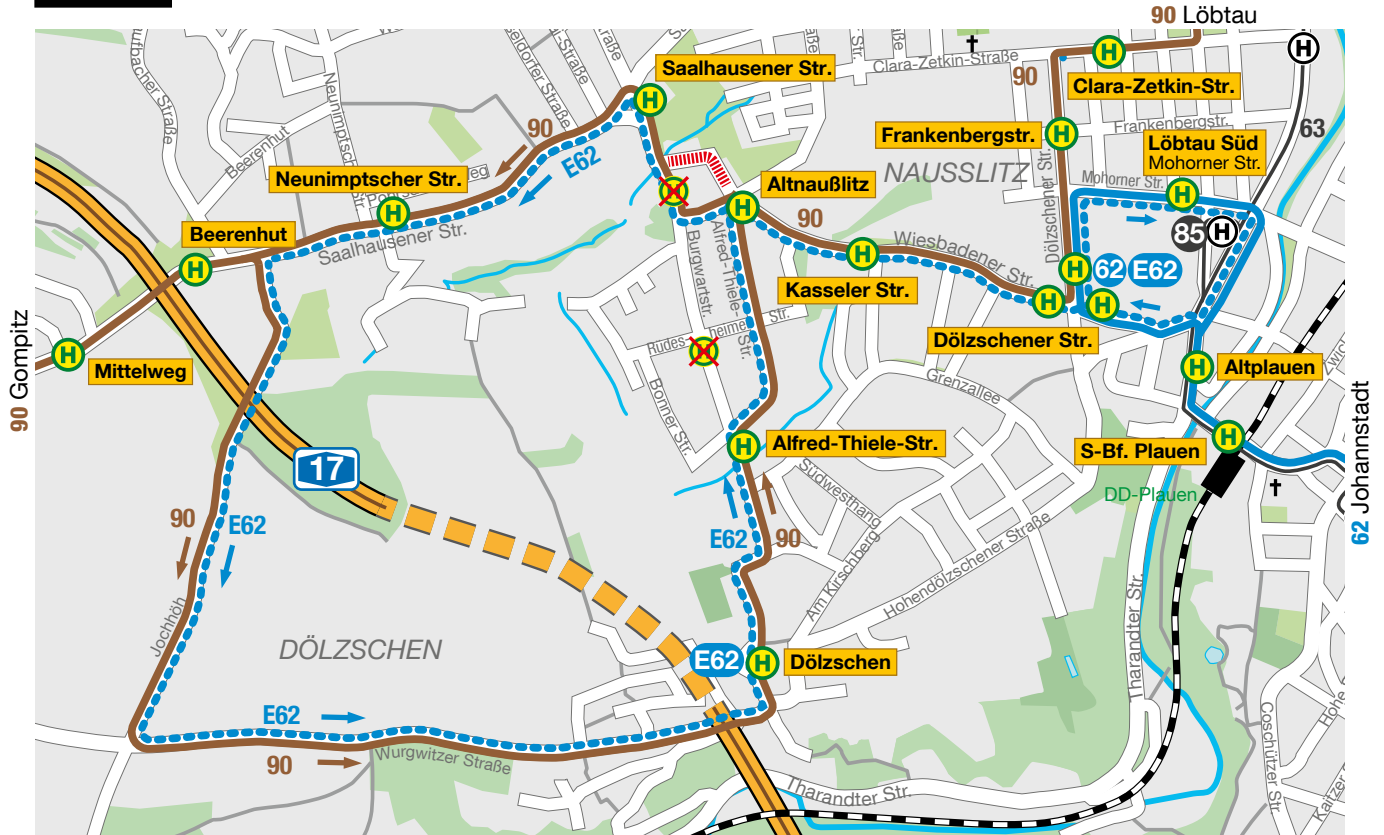 90 Löbtau
H
Saalhausener Str.
Clara-Zetkin-Straße
H
90
Clara-Zetkin-Str.
H
63
Frankenbergstr.
H
Frankenbergstr.
Löbtau Süd
Mohorner Str.
90
E62
Beerenhut
Neunimptscher Str.
H
NAUSSLITZ
Altnaußlitz
H
90
Mohorner Str.
H
85
H
Dölzschener Str.
Beerenhut
H
Saalhausener Str.
Burgwartstr.
Alfred-Thiele-Str.
Kasseler Str.
H
Wiesbadener Str.
H
62
E62
H
H
Dölzschener Str.
Rudesheimer Str.
Grenzallee
Altplauen
H
90 Gompitz
Mittelweg
H
Bonner Str.
Alfred-Thiele-Str.
H
S-Bf. Plauen
H
DD-Plauen
62 Johannstadt
17
Südwesthang
90
E62
E62
90
Am Kirschberg
Hohendölzschener Straße
Jochhöh
DÖLZSCHEN
E62
H
Dölzschen
Tharandter Str.
E62
90
Wurgwitzer Straße
Tharandter Str.
Coschützer Str.